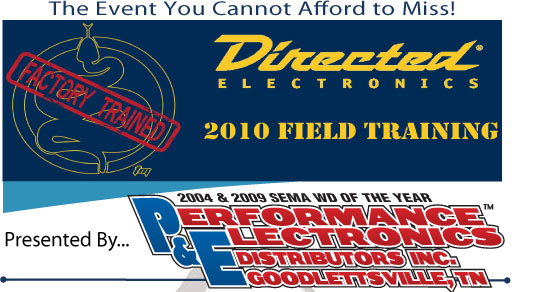 The Event You Cannot Afford to Miss!
FACTORY TRAINED
Directed®
ELECTRONICS
2010 FIELD TRAINING
2004 & 2009 SEMA WD OF THE YEAR
PERFORMANCE™
& ELECTRONICS
DISTRIBUTORS INC.
GOODLETTSVILLE, TN
Presented By...